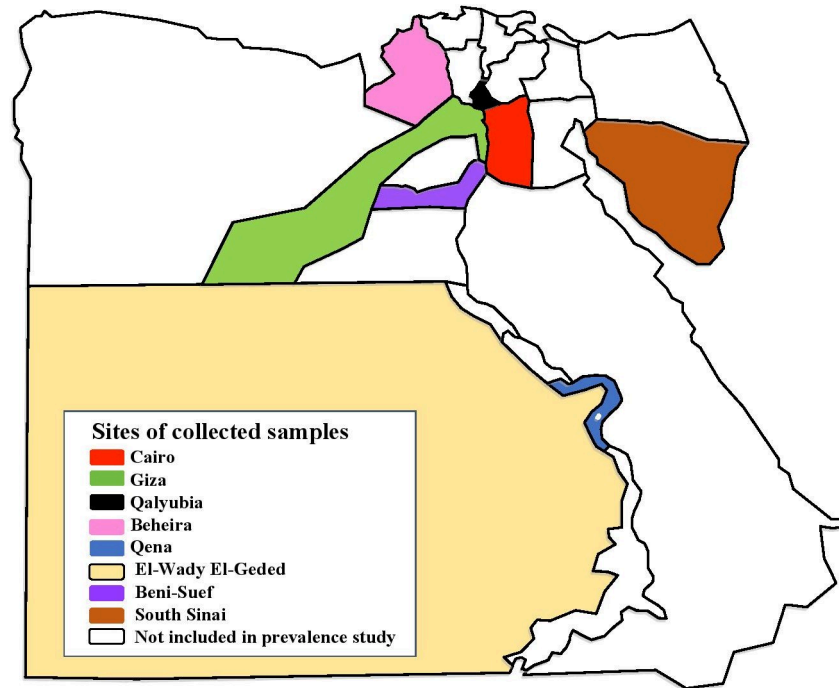 Sites of collected samples
Cairo
Giza
Qalyubia
Beheira
Qena
El-Wady El-Geded
Beni-Suef
South Sinai
Not included in prevalence study